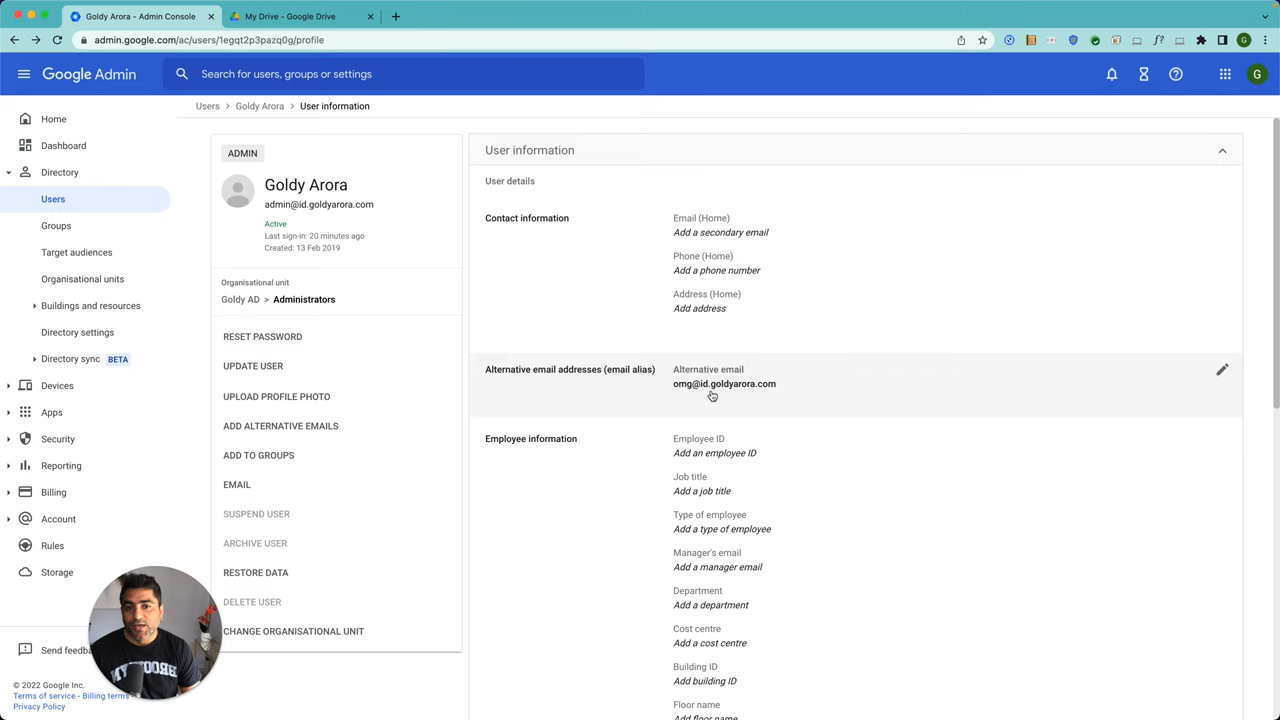 Goldy Arora - Admin Console
My Drive - Google Drive
admin.google.com/ac/users/1egqt2p3pazq0g/profile
G
Google Admin
Search for users, groups or settings
G
Users > Goldy Arora > User information
Home
Dashboard
Directory
Users
Groups
Target audiences
Organisational units
Buildings and resources
Directory settings
Directory sync BETA
Devices
Apps
Security
Reporting
Billing
Account
Rules
Storage
Send feedba
© 2022 Google Inc.
Terms of service - Billing terms -
Privacy Policy
ADMIN
Goldy Arora
admin@id.goldyarora.com
Active
Last sign-in: 20 minutes ago
Created: 13 Feb 2019
Organisational unit
Goldy AD > Administrators
RESET PASSWORD
UPDATE USER
UPLOAD PROFILE PHOTO
ADD ALTERNATIVE EMAILS
ADD TO GROUPS
EMAIL
SUSPEND USER
ARCHIVE USER
RESTORE DATA
DELETE USER
CHANGE ORGANISATIONAL UNIT
User information
User details
Contact information
Email (Home)
Add a secondary email
Phone (Home)
Add a phone number
Address (Home)
Add address
Alternative email addresses (email alias)
Alternative email
omg@id.goldyarora.com
Employee information
Employee ID
Add an employee ID
Job title
Add a job title
Type of employee
Add a type of employee
Manager's email
Add a manager email
Department
Add a department
Cost centre
Add a cost centre
Building ID
Add building ID
Floor name
Add floor name